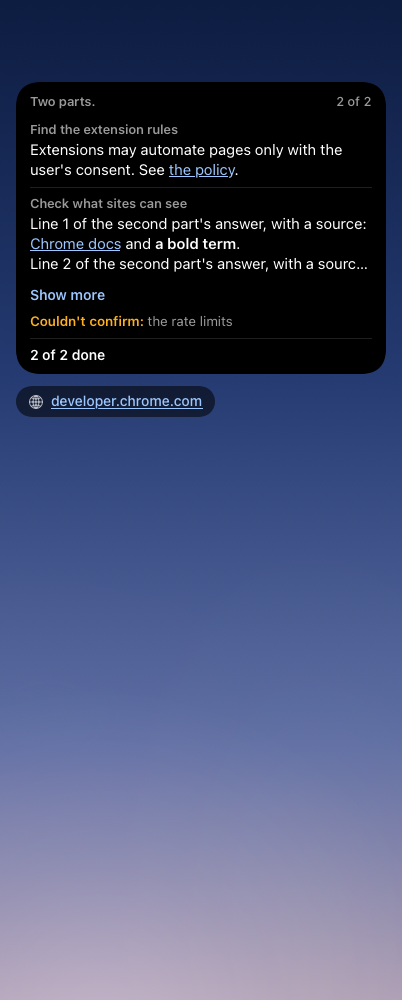 Two parts.
2 of 2
Find the extension rules
Extensions may automate pages only with the
user's consent. See the policy.
Check what sites can see
Line 1 of the second part's answer, with a source:
Chrome docs and a bold term.
Line 2 of the second part's answer, with a sourc...
Show more
Couldn't confirm: the rate limits
2 of 2 done
developer.chrome.com